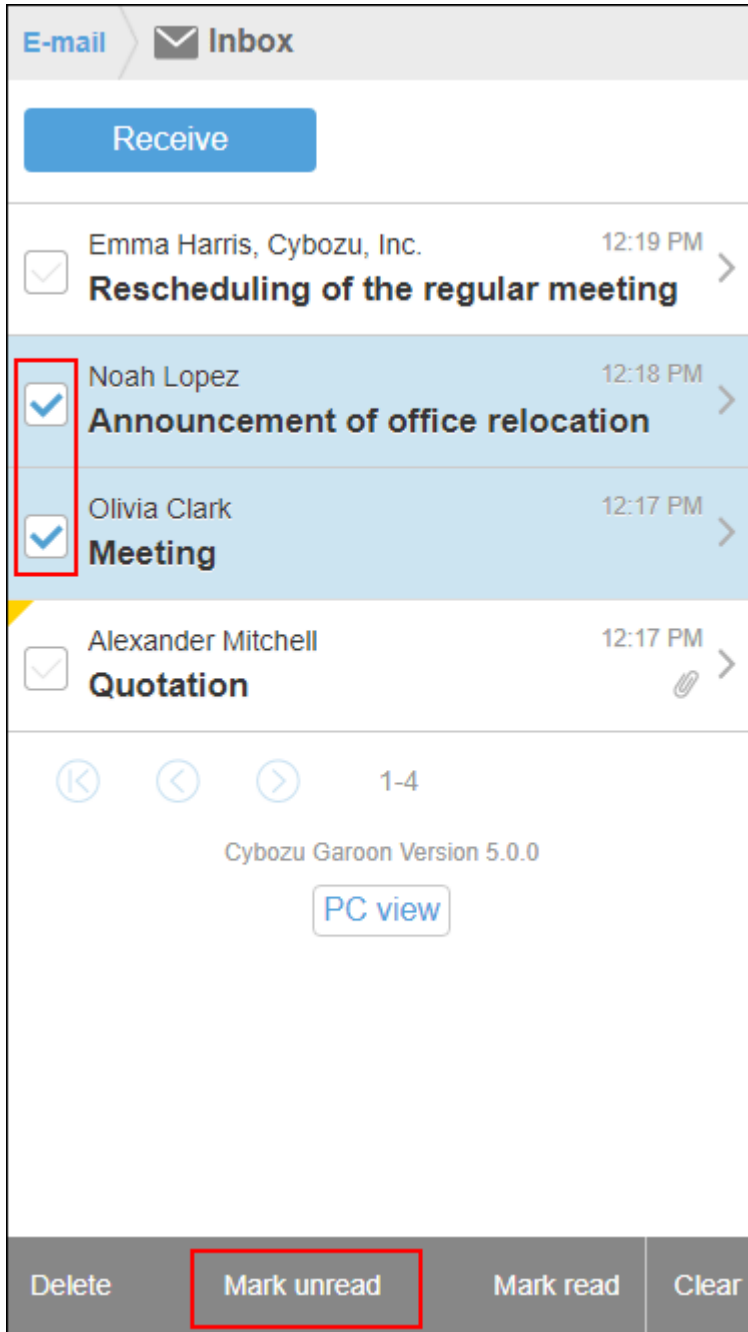 E-mail Inbox
Receive
Emma Harris, Cybozu, Inc. 12:19 PM
Rescheduling of the regular meeting
Noah Lopez 12:18 PM
Announcement of office relocation
Olivia Clark 12:17 PM
Meeting
Alexander Mitchell 12:17 PM
Quotation
1-4
Cybozu Garoon Version 5.0.0
PC view
Delete Mark unread Mark read Clear